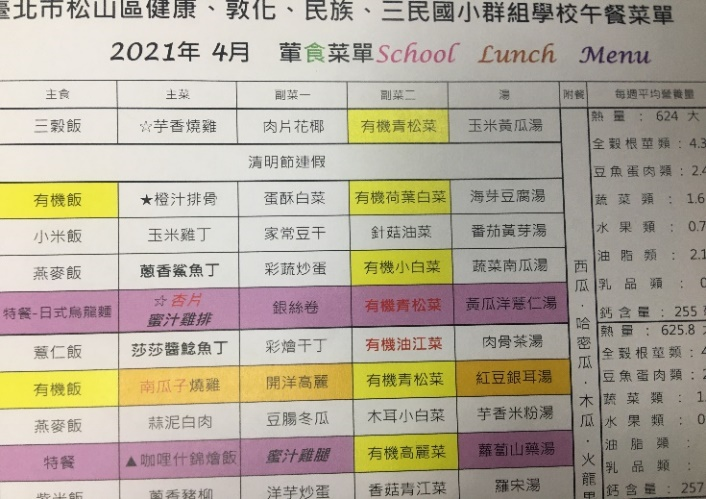 臺北市松山區健康、敦化、民族、三民國小群組學校午餐菜單
2021年 4月 葷食菜單School Lunch Menu
主食 主菜 副菜一 副菜二 湯 附餐 每週平均營養量
三穀飯 ☆芋香燒雞 肉片花椰 有機青松菜 玉米黃瓜湯
清明節連假
有機飯 ★橙汁排骨 蛋酥白菜 有機荷葉白菜 海芽豆腐湯
小米飯 玉米雞丁 家常豆干 針菇油菜 番茄黃芽湯
燕麥飯 蔥香鯊魚丁 彩蔬炒蛋 有機小白菜 蔬菜南瓜湯
特餐-日式烏龍麵 ☆杏片蜜汁雞排 銀絲卷 有機青松菜 黃瓜洋薏仁湯
薏仁飯 莎莎醬鯰魚丁 彩燴干丁 有機油江菜 肉骨茶湯
有機飯 南瓜子燒雞 開洋高麗 有機青松菜 紅豆銀耳湯
燕麥飯 蒜泥白肉 豆腸冬瓜 木耳小白菜 芋香米粉湯
特餐 ▲咖哩什錦燴飯 蜜汁雞腿 有機高麗菜 蘿蔔山藥湯
紫米飯 蔥香豬柳 洋芋炒蛋 香菇青江菜 羅宋湯
西瓜·哈密瓜·木瓜·火龍果
熱量：624 大
全穀根莖類：4.3
豆魚蛋肉類：2.4
蔬菜類：1.6
水果類：0.7
油脂類：2.1
乳品類：0
鈣含量：255
熱量：625.8
全穀根莖類：4
豆魚蛋肉類：2
蔬菜類：1.
水果類：0
油脂類：
乳品類：
鈣含量：257